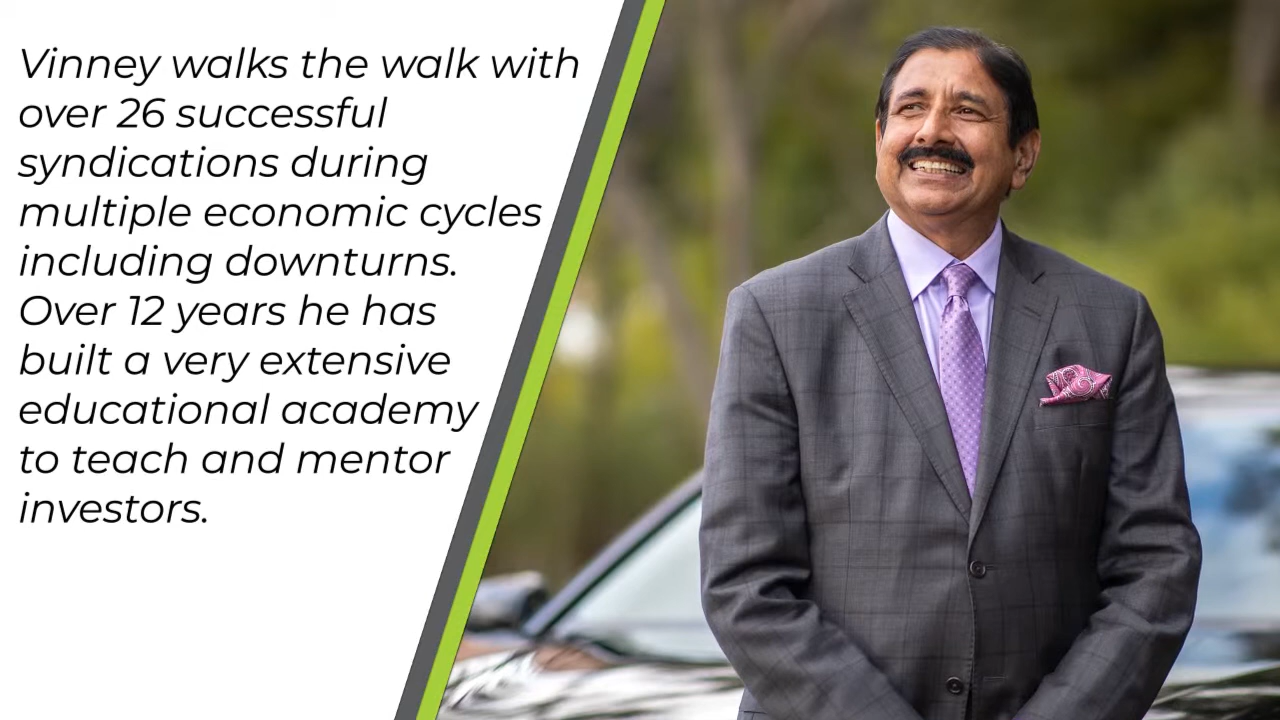 Vinney walks the walk with
over 26 successful
syndications during
multiple economic cycles
including downturns.
Over 12 years he has
built a very extensive
educational academy
to teach and mentor
investors.